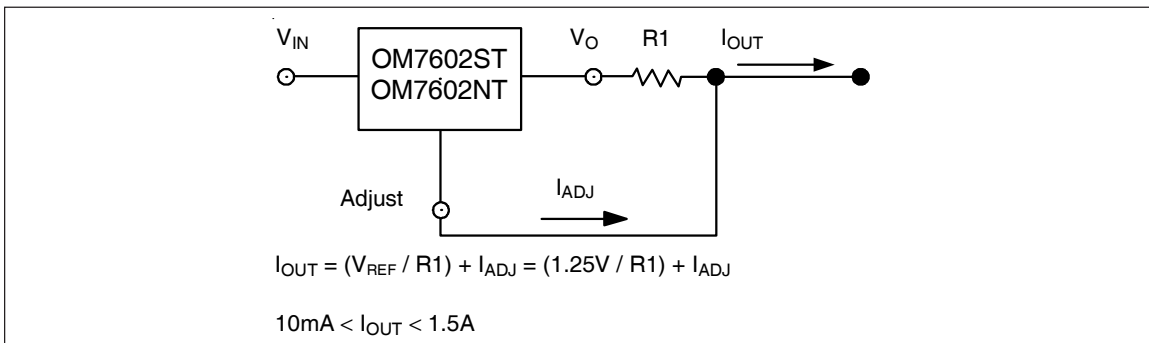 V_IN
OM7602ST
OM7602NT
V_O
R1
I_OUT
Adjust
I_ADJ
I_OUT = (V_REF / R1) + I_ADJ = (1.25V / R1) + I_ADJ
10mA < I_OUT < 1.5A